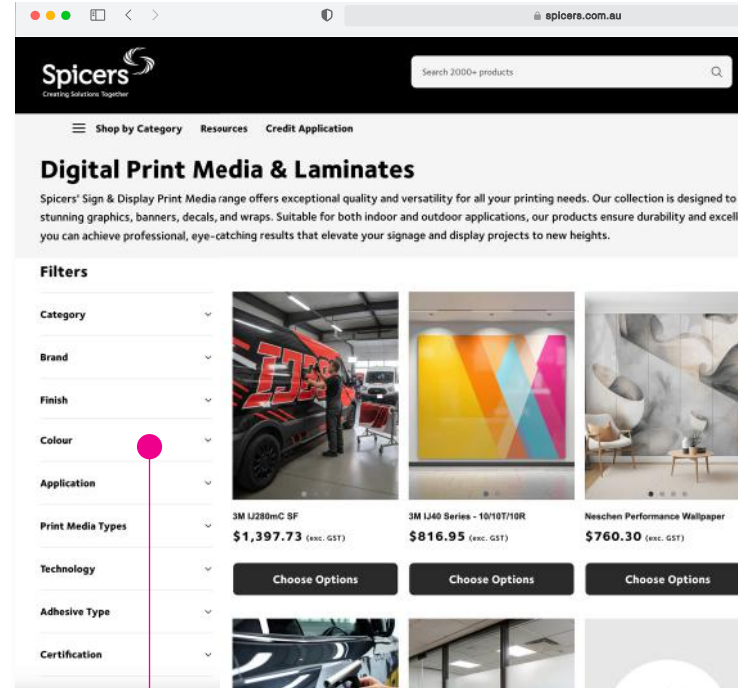 spicers.com.au
Spicers
Creating Solutions Together
Search 2000+ products
Shop by Category Resources Credit Application
Digital Print Media & Laminates
Spicers' Sign & Display Print Media range offers exceptional quality and versatility for all your printing needs. Our collection is designed to
stunning graphics, banners, decals, and wraps. Suitable for both indoor and outdoor applications, our products ensure durability and excell
you can achieve professional, eye-catching results that elevate your signage and display projects to new heights.
Filters
Category
Brand
Finish
Colour
Application
Print Media Types
Technology
Adhesive Type
Certification
3M IJ280mC SF
$1,397.73 (exc. GST)
Choose Options
3M IJ40 Series - 10/10T/10R
$816.95 (exc. GST)
Choose Options
Neschen Performance Wallpaper
$760.30 (exc. GST)
Choose Options